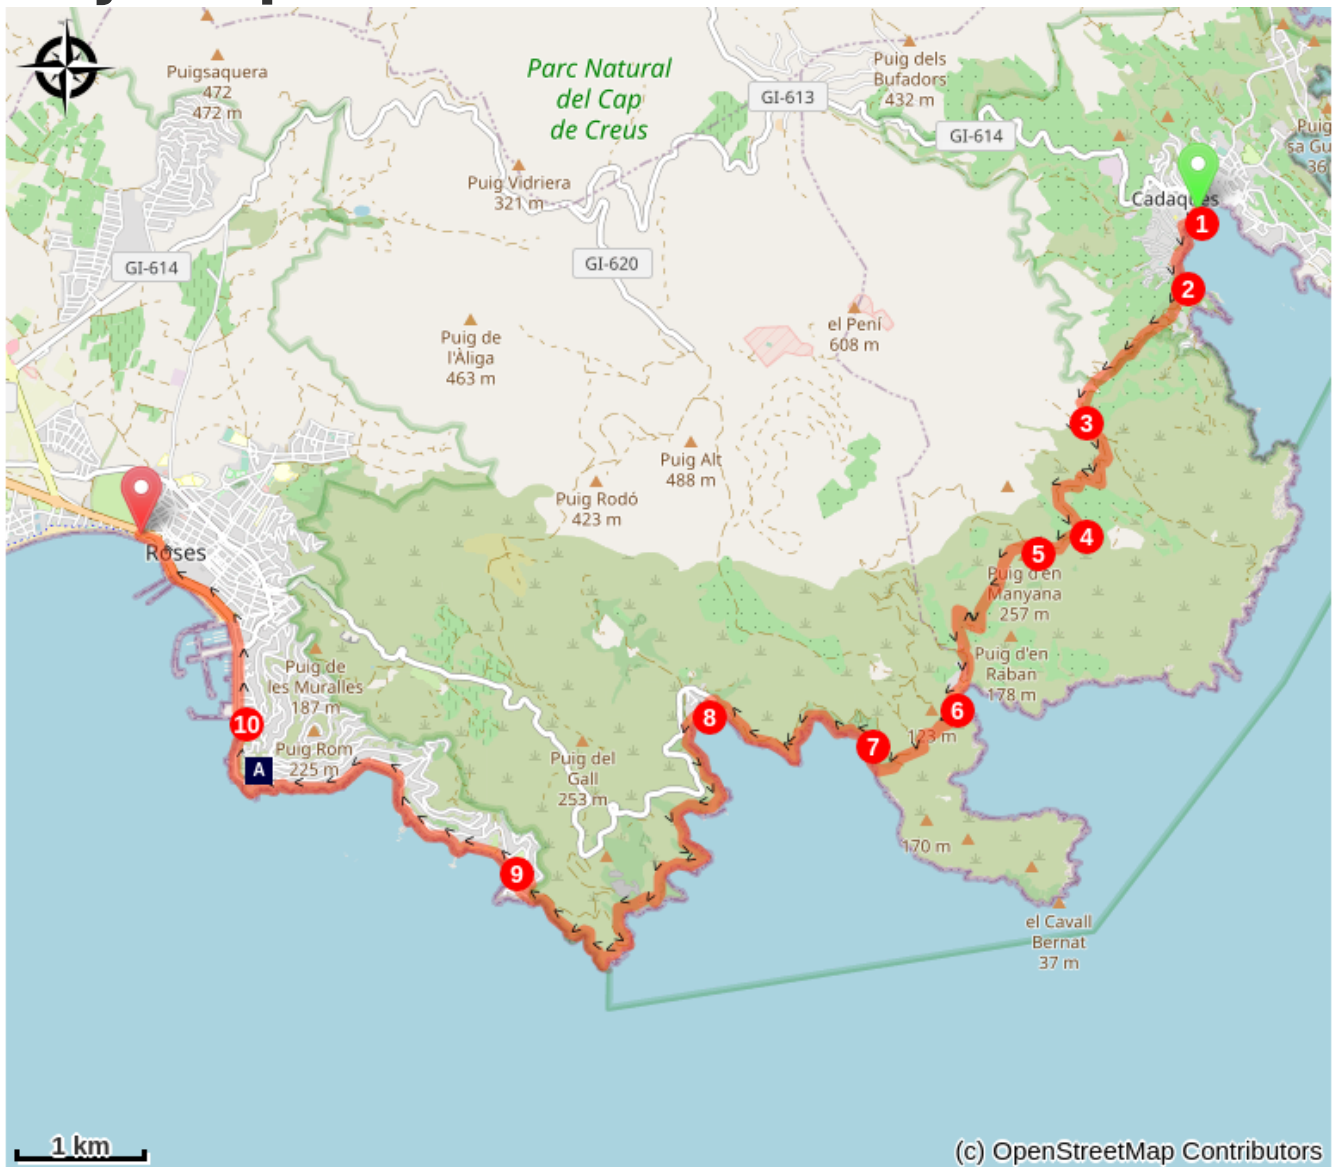 Puigsaquera
472
472 m
Parc Natural
del Cap
de Creus
Puig dels
Bufadors
432 m
GI-613
GI-614
Puig
sa Gu
36
Puig Vidriera
321 m
Cadaqués
1
GI-614
GI-620
2
el Pení
608 m
Puig de
l'Àliga
463 m
3
Puig Alt
488 m
Puig Rodó
423 m
4
5
Roses
Puig d'en
Manyana
257 m
Puig de
les Muralles
187 m
Puig d'en
Raban
178 m
6
8
10
123 m
7
Puig Rom
225 m
A
Puig del
Gall
253 m
170 m
9
el Cavall
Bernat
37 m
1 km
(c) OpenStreetMap Contributors